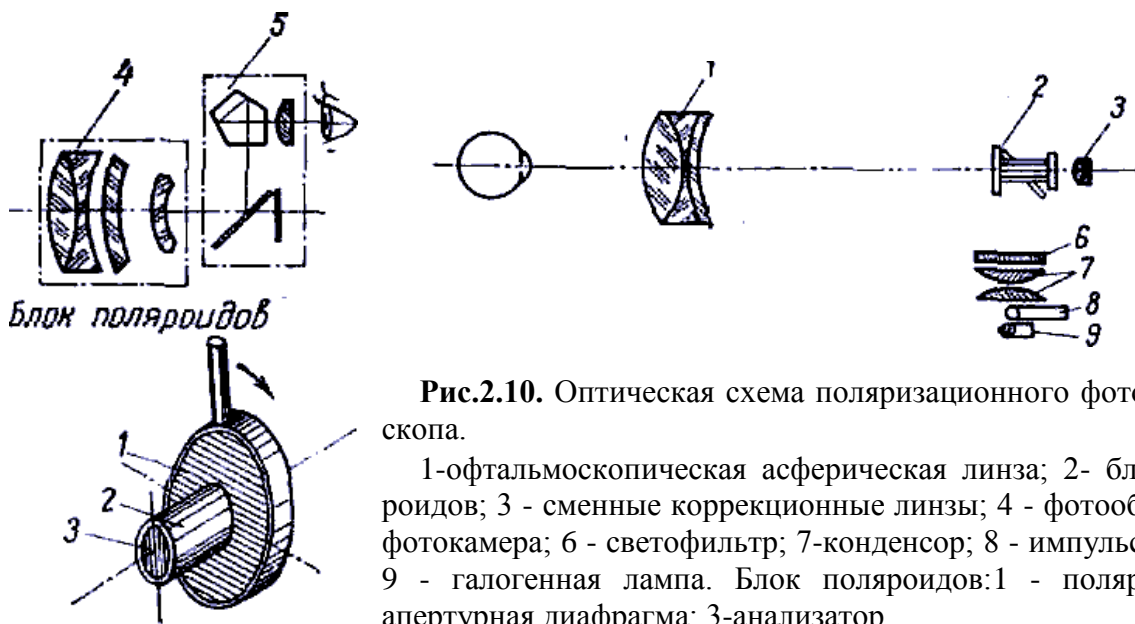 5
4
1
2
3
6
7
8
9
Блок поляроидов
1
2
3
Рис.2.10. Оптическая схема поляризационного фото
скопа.
1-офтальмоскопическая асферическая линза; 2- бл
роидов; 3 - сменные коррекционные линзы; 4 - фотооб
фотокамера; 6 - светофильтр; 7-конденсор; 8 - импульс
9 - галогенная лампа. Блок поляроидов:1 - поляр
апертурная диафрагма; 3-анализатор